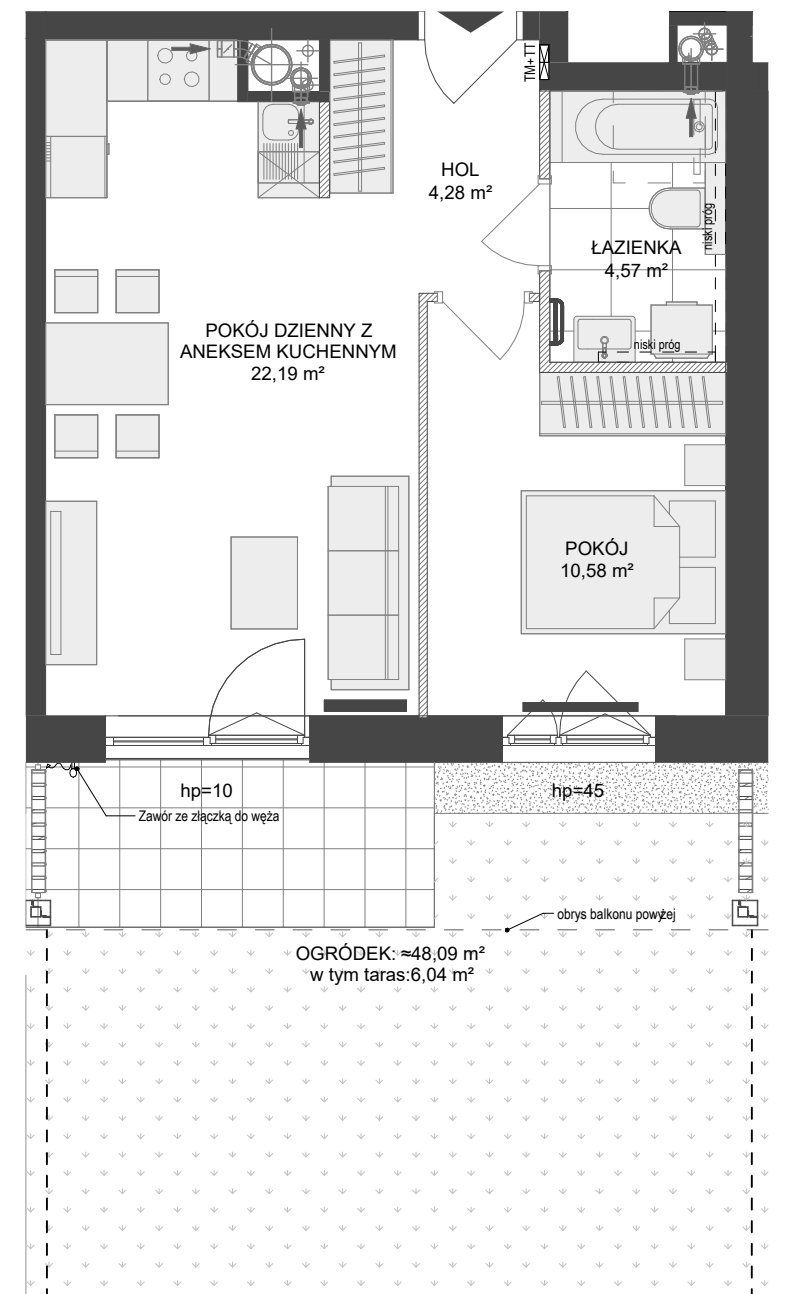 TM+ TT
HOL
4,28 m²
ŁAZIENKA
4,57 m²
niski próg
niski próg
POKÓJ DZIENNY Z
ANEKSEM KUCHENNYM
22,19 m²
POKÓJ
10,58 m²
hp=10
hp=45
Zawór ze złączką do węża
obrys balkonu powyżej
OGRÓDEK: ≈48,09 m²
w tym taras:6,04 m²